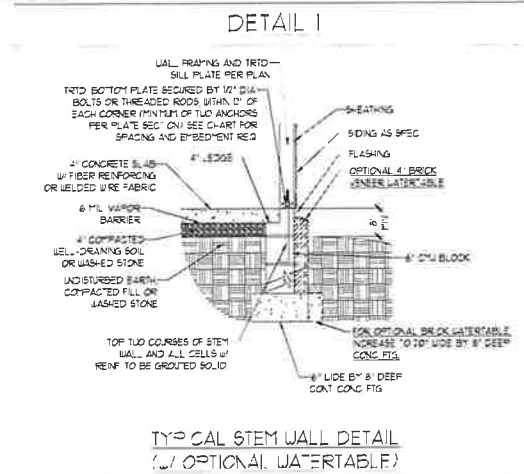 DETAIL 1
WALL FRAMING AND TRTD
SILL PLATE PER PLAN
TRTD BOTTOM PLATE SECURED BY 1/2" DIA
BOLTS OR THREADED RODS WITHIN 12" OF
EACH CORNER (MINIMUM OF TWO ANCHORS
PER PLATE SECTION) SEE CHART FOR
SPACING AND EMBEDMENT REQ
4" LEDGE
4" CONCRETE SLAB
W/ FIBER REINFORCING
OR WELDED WIRE FABRIC
6 MIL VAPOR
BARRIER
4" COMPACTED
WELL-DRAINING SOIL
OR WASHED STONE
UNDISTURBED EARTH,
COMPACTED FILL OR
WASHED STONE
TOP TWO COURSES OF STEM
WALL AND ALL CELLS W/
REINF TO BE GROUTED SOLID
SHEATHING
SIDING AS SPEC
FLASHING
OPTIONAL 4" BRICK
VENEER WATERTABLE
8"
MIN
CMU BLOCK
FOR OPTIONAL BRICK WATERTABLE,
INCREASE TO 20" WIDE BY 8" DEEP
CONC FTG
WIDE BY 8" DEEP
CONT CONC FTG
TYPICAL STEM WALL DETAIL
(W/ OPTIONAL WATERTABLE)